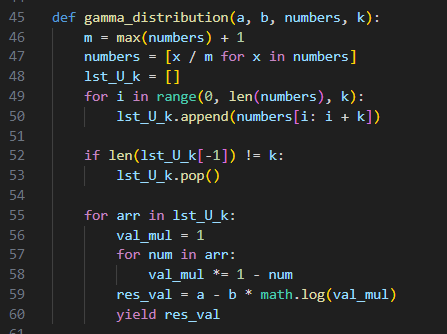 45 def gamma_distribution(a, b, numbers, k):
46     m = max(numbers) + 1
47     numbers = [x / m for x in numbers]
48     lst_U_k = []
49     for i in range(0, len(numbers), k):
50         lst_U_k.append(numbers[i: i + k])
51
52     if len(lst_U_k[-1]) != k:
53         lst_U_k.pop()
54
55     for arr in lst_U_k:
56         val_mul = 1
57         for num in arr:
58             val_mul *= 1 - num
59         res_val = a - b * math.log(val_mul)
60         yield res_val